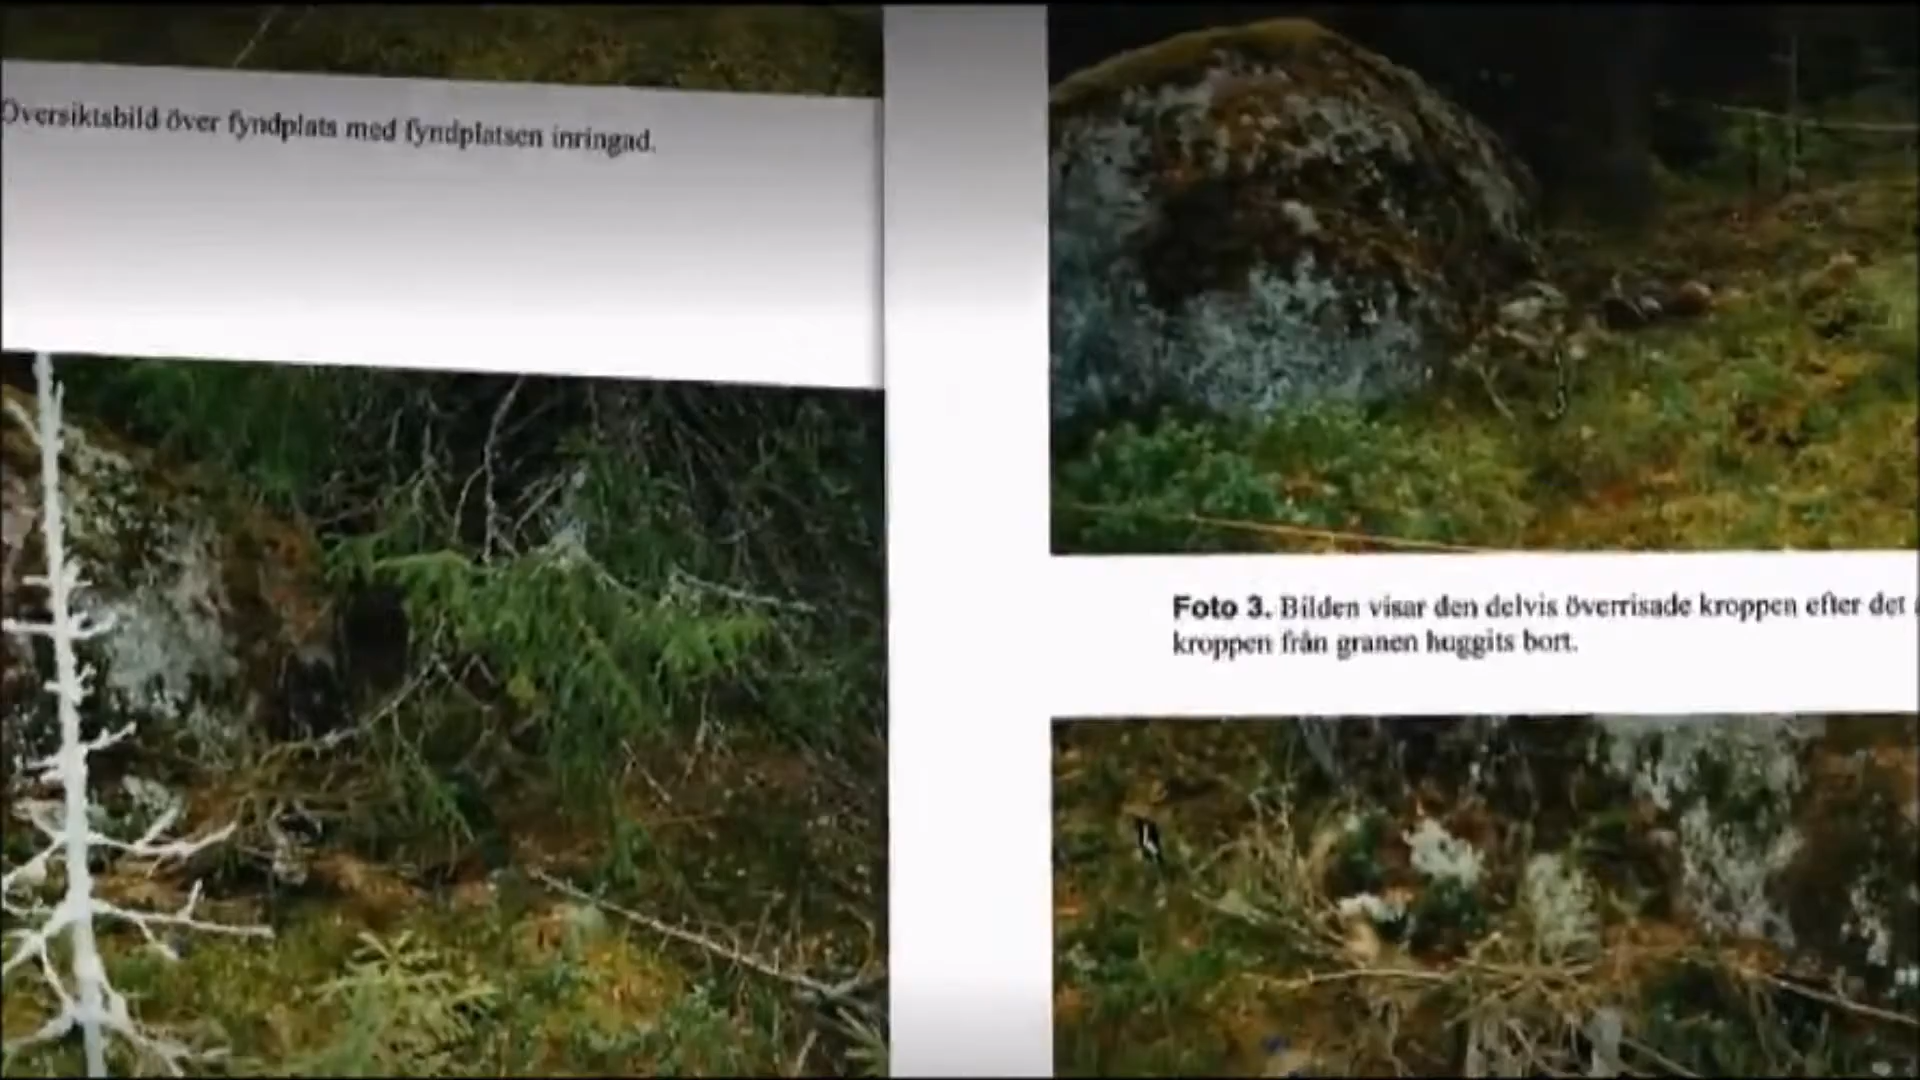 Översiktsbild över fyndplats med fyndplatsen inringad.
Foto 3. Bilden visar den delvis överrisade kroppen efter det
kroppen från granen huggits bort.